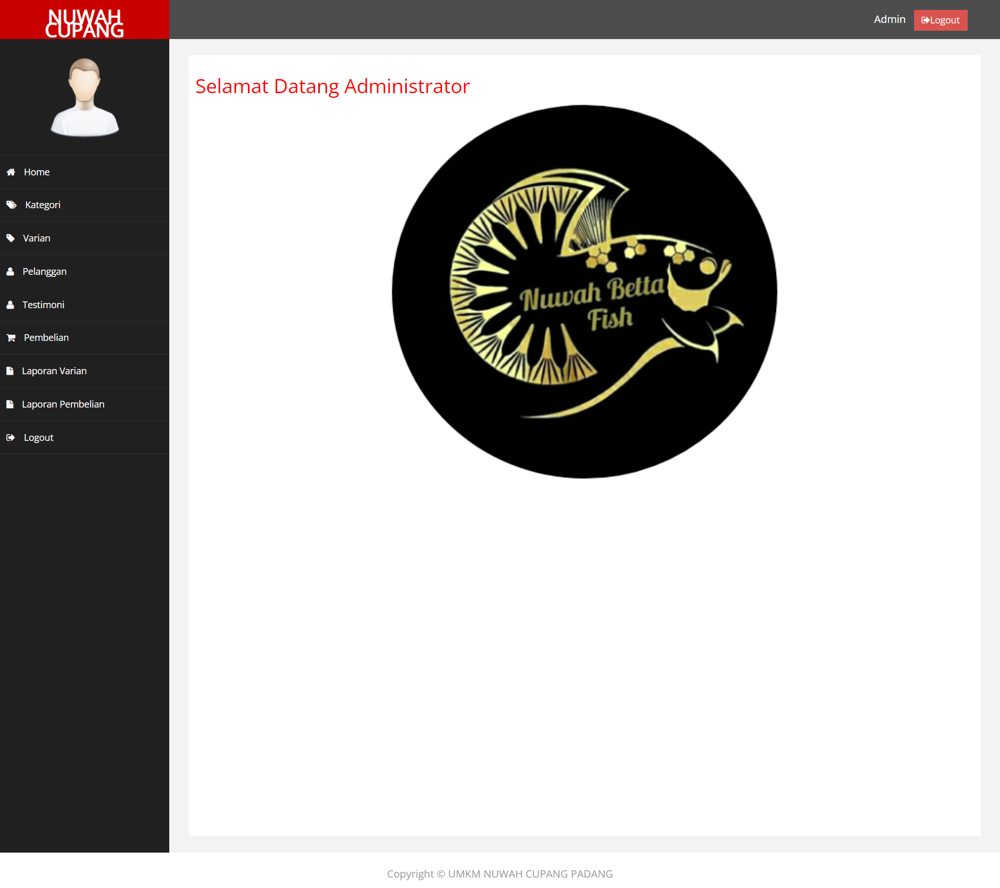 NUWAH
CUPANG
Admin
Logout
Selamat Datang Administrator
Home
Kategori
Varian
Pelanggan
Testimoni
Pembelian
Laporan Varian
Laporan Pembelian
Logout
Nuwah Betta
Fish
Copyright © UMKM NUWAH CUPANG PADANG